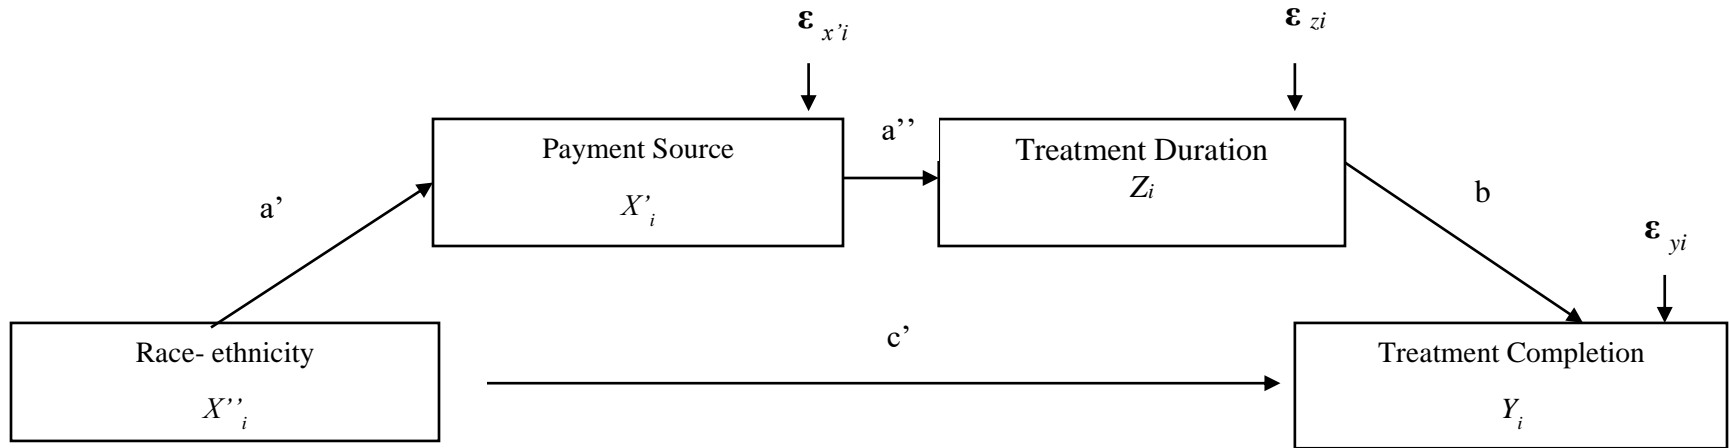 ε x’i
ε zi
a’’
Payment Source
X’i
Treatment Duration
Zi
a’
b
ε yi
c’
Race- ethnicity
X’’i
Treatment Completion
Yi